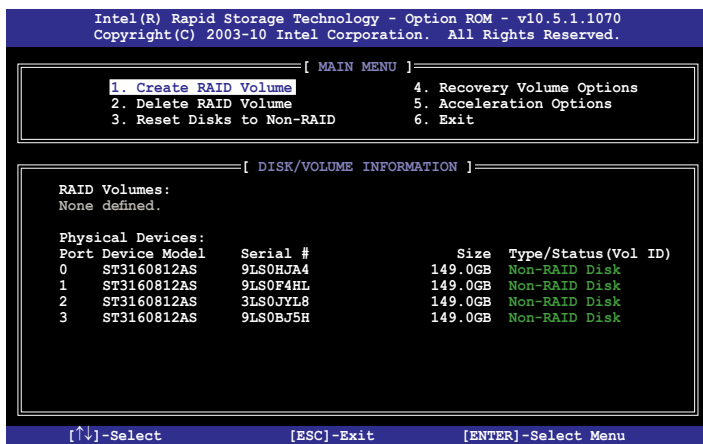 Intel(R) Rapid Storage Technology - Option ROM - v10.5.1.1070
Copyright(C) 2003-10 Intel Corporation. All Rights Reserved.
[ MAIN MENU ]
1. Create RAID Volume 4. Recovery Volume Options
2. Delete RAID Volume 5. Acceleration Options
3. Reset Disks to Non-RAID 6. Exit
[ DISK/VOLUME INFORMATION ]
RAID Volumes:
None defined.
Physical Devices:
Port Device Model Serial # Size Type/Status(Vol ID)
0 ST3160812AS 9LS0HJA4 149.0GB Non-RAID Disk
1 ST3160812AS 9LS0F4HL 149.0GB Non-RAID Disk
2 ST3160812AS 3LS0JYL8 149.0GB Non-RAID Disk
3 ST3160812AS 9LS0BJ5H 149.0GB Non-RAID Disk
[↑↓]-Select [ESC]-Exit [ENTER]-Select Menu